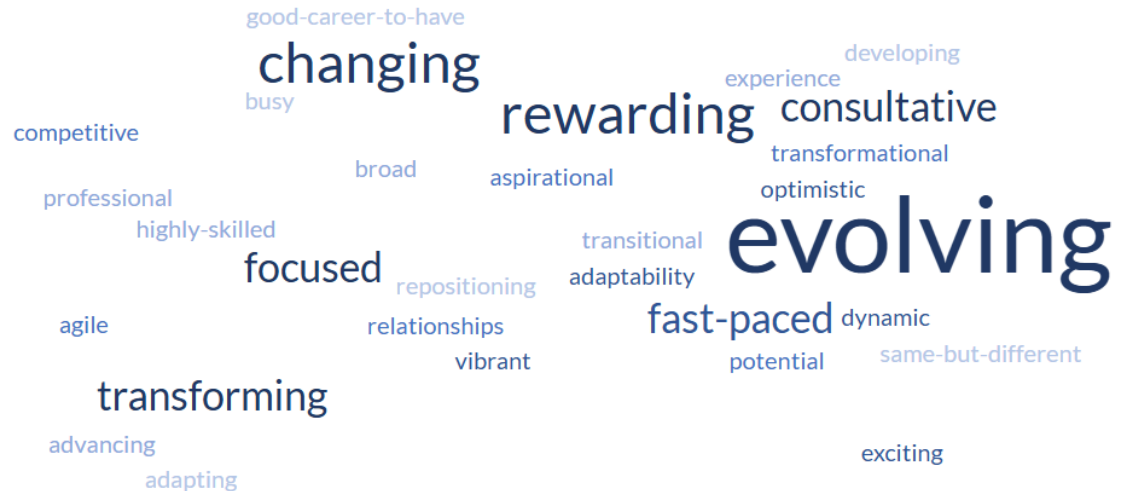 good-career-to-have
changing
developing
experience
busy
rewarding
consultative
competitive
transformational
broad
aspirational
optimistic
professional
highly-skilled
transitional
evolving
focused
adaptability
repositioning
fast-paced
dynamic
agile
relationships
same-but-different
vibrant
potential
transforming
advancing
exciting
adapting